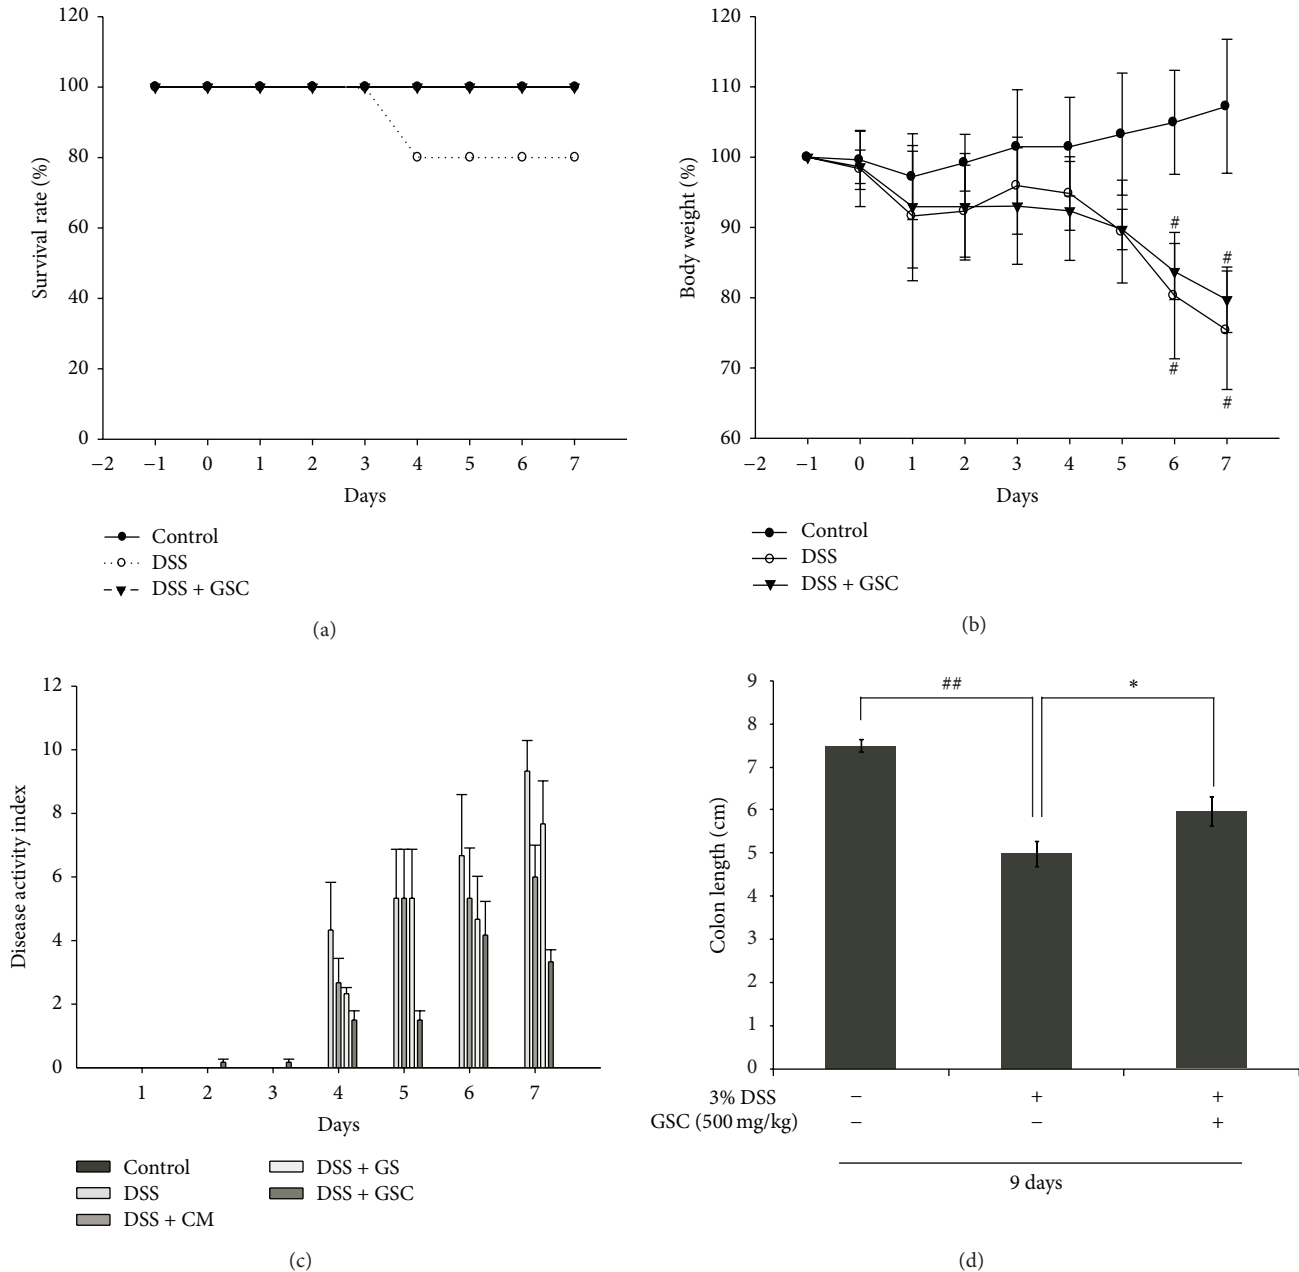 120
100
80
60
40
20
0
Survival rate (%)
−2 −1 0 1 2 3 4 5 6 7
Days
Control
DSS
DSS + GSC
(a)
120
110
100
90
80
70
60
Body weight (%)
# #
# #
−2 −1 0 1 2 3 4 5 6 7
Days
Control
DSS
DSS + GSC
(b)
12
10
8
6
4
2
0
Disease activity index
1 2 3 4 5 6 7
Days
Control
DSS
DSS + CM
DSS + GS
DSS + GSC
(c)
9
8
7
6
5
4
3
2
1
0
Colon length (cm)
## *
3% DSS − + +
GSC (500 mg/kg) − − +
9 days
(d)